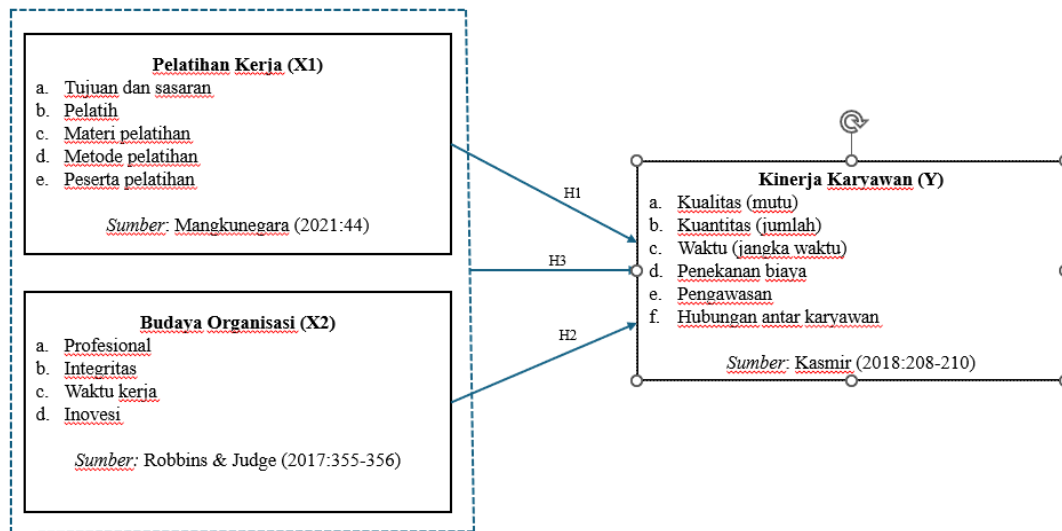 Pelatihan Kerja (X1)
a. Tujuan dan sasaran
b. Pelatih
c. Materi pelatihan
d. Metode pelatihan
e. Peserta pelatihan
Sumber: Mangkunegara (2021:44)
Budaya Organisasi (X2)
a. Profesional
b. Integritas
c. Waktu kerja
d. Inovesi
Sumber: Robbins & Judge (2017:355-356)
H1
H3
H2
Kinerja Karyawan (Y)
a. Kualitas (mutu)
b. Kuantitas (jumlah)
c. Waktu (jangka waktu)
d. Penekanan biaya
e. Pengawasan
f. Hubungan antar karyawan
Sumber: Kasmir (2018:208-210)